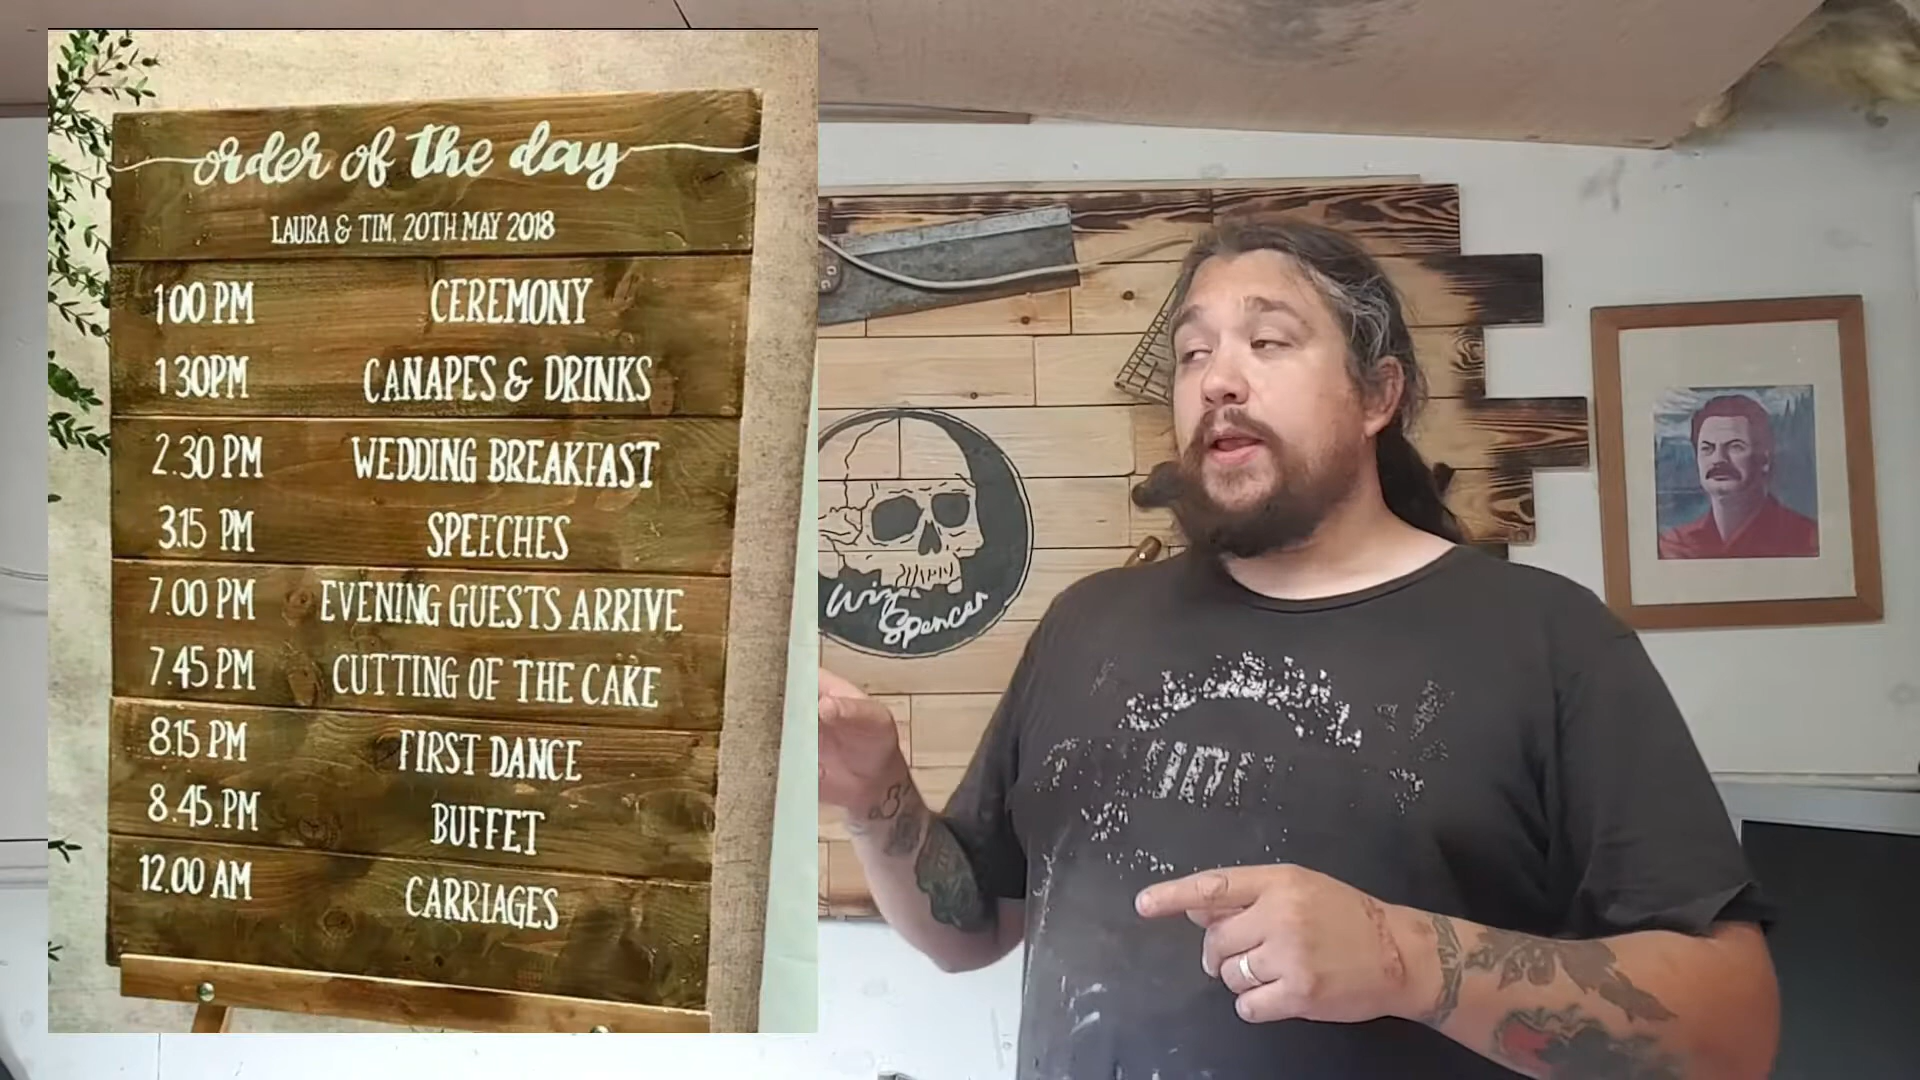 order of the day
LAURA & TIM, 20TH MAY 2018
1 00 PM CEREMONY
1 30PM CANAPES & DRINKS
2.30 PM WEDDING BREAKFAST
3.15 PM SPEECHES
7.00 PM EVENING GUESTS ARRIVE
7.45 PM CUTTING OF THE CAKE
8.15 PM FIRST DANCE
8.45.PM BUFFET
12.00 AM CARRIAGES
Spencer